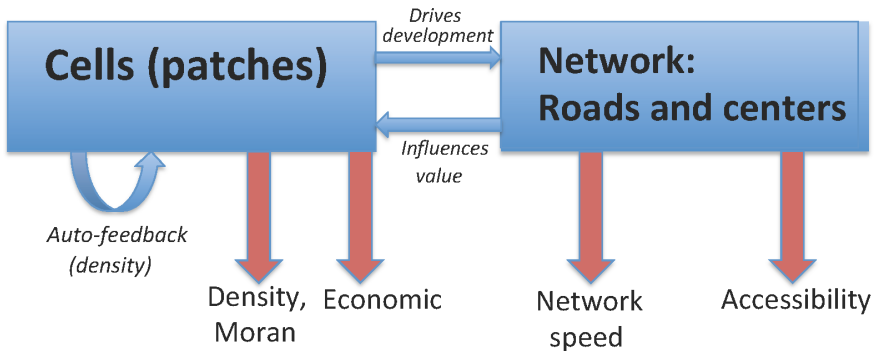 Drives
development
Cells (patches)
Network:
Roads and centers
Influences
value
Auto-feedback
(density)
Density,
Moran
Economic
Network
speed
Accessibility